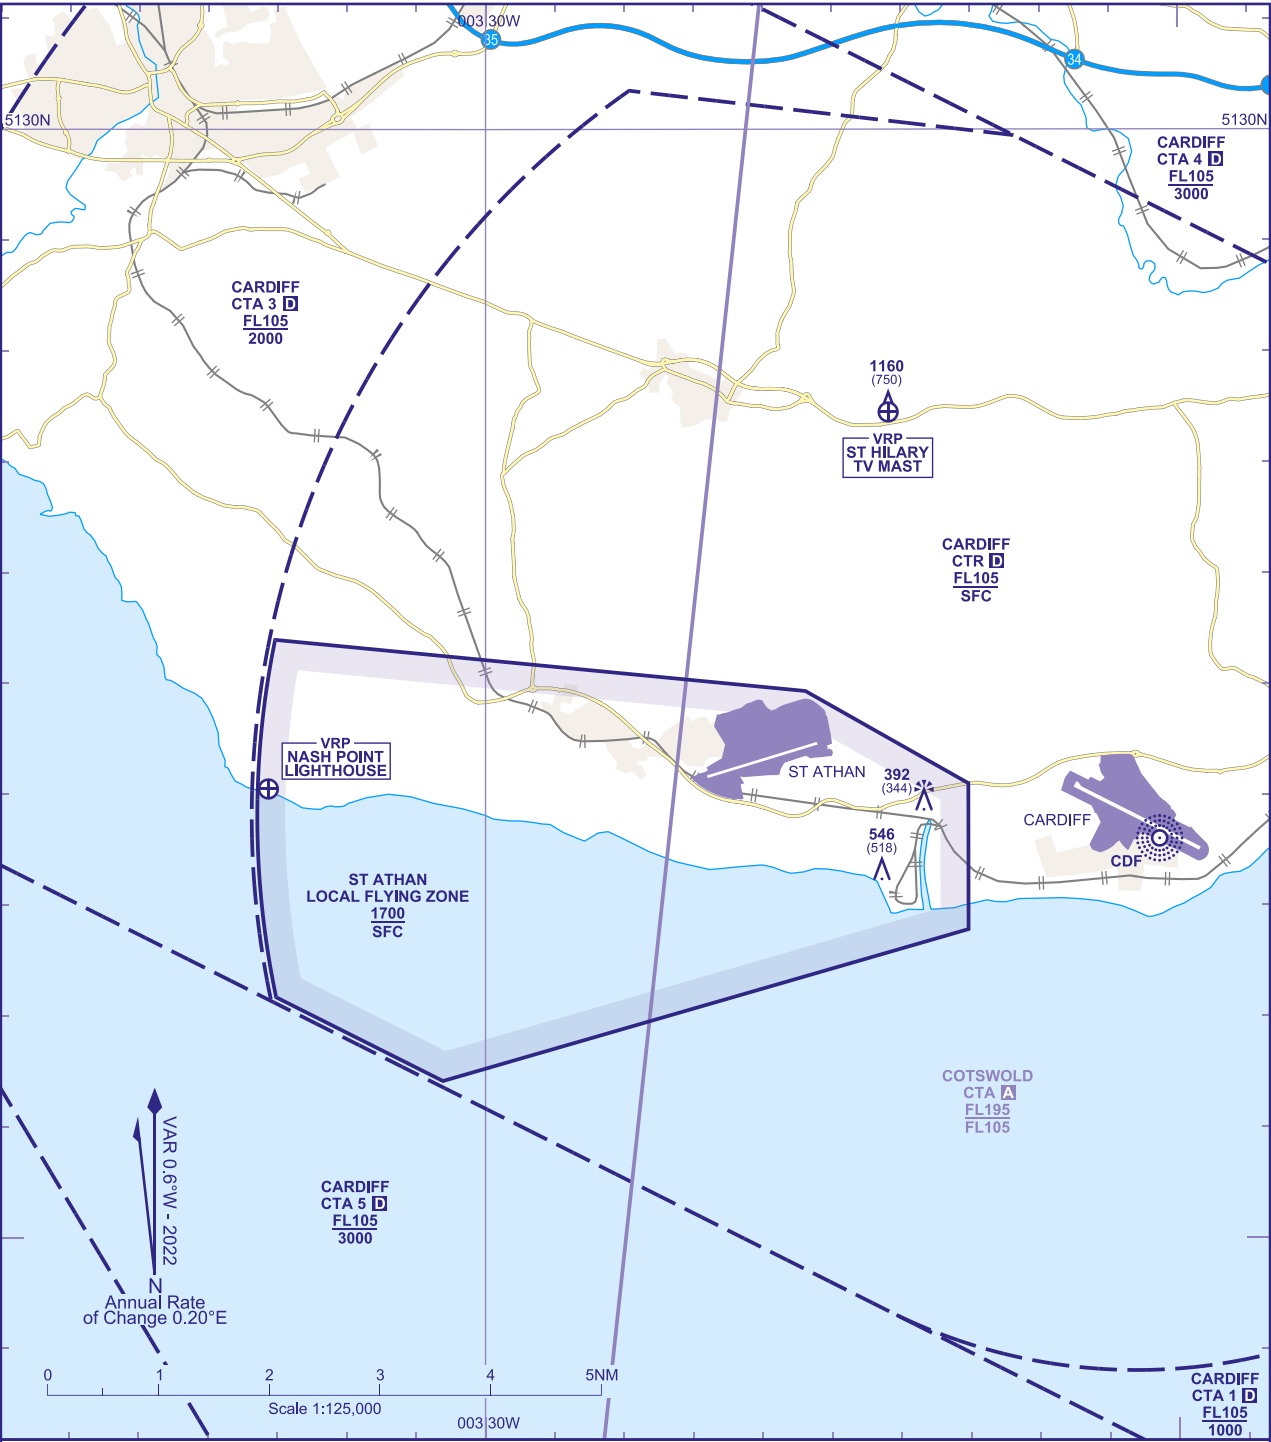 003 30W
35
34
5130N
5130N
CARDIFF
CTA 4 D
FL105
3000
CARDIFF
CTA 3 D
FL105
2000
1160
(750)
VRP
ST HILARY
TV MAST
CARDIFF
CTR D
FL105
SFC
VRP
NASH POINT
LIGHTHOUSE
ST ATHAN
392
(344)
CARDIFF
546
(518)
CDF
ST ATHAN
LOCAL FLYING ZONE
1700
SFC
COTSWOLD
CTA A
FL195
FL105
VAR 0.6°W - 2022
CARDIFF
CTA 5 D
FL105
3000
N
Annual Rate
of Change 0.20°E
0 1 2 3 4 5NM
Scale 1:125,000
003 30W
CARDIFF
CTA 1 D
FL105
1000